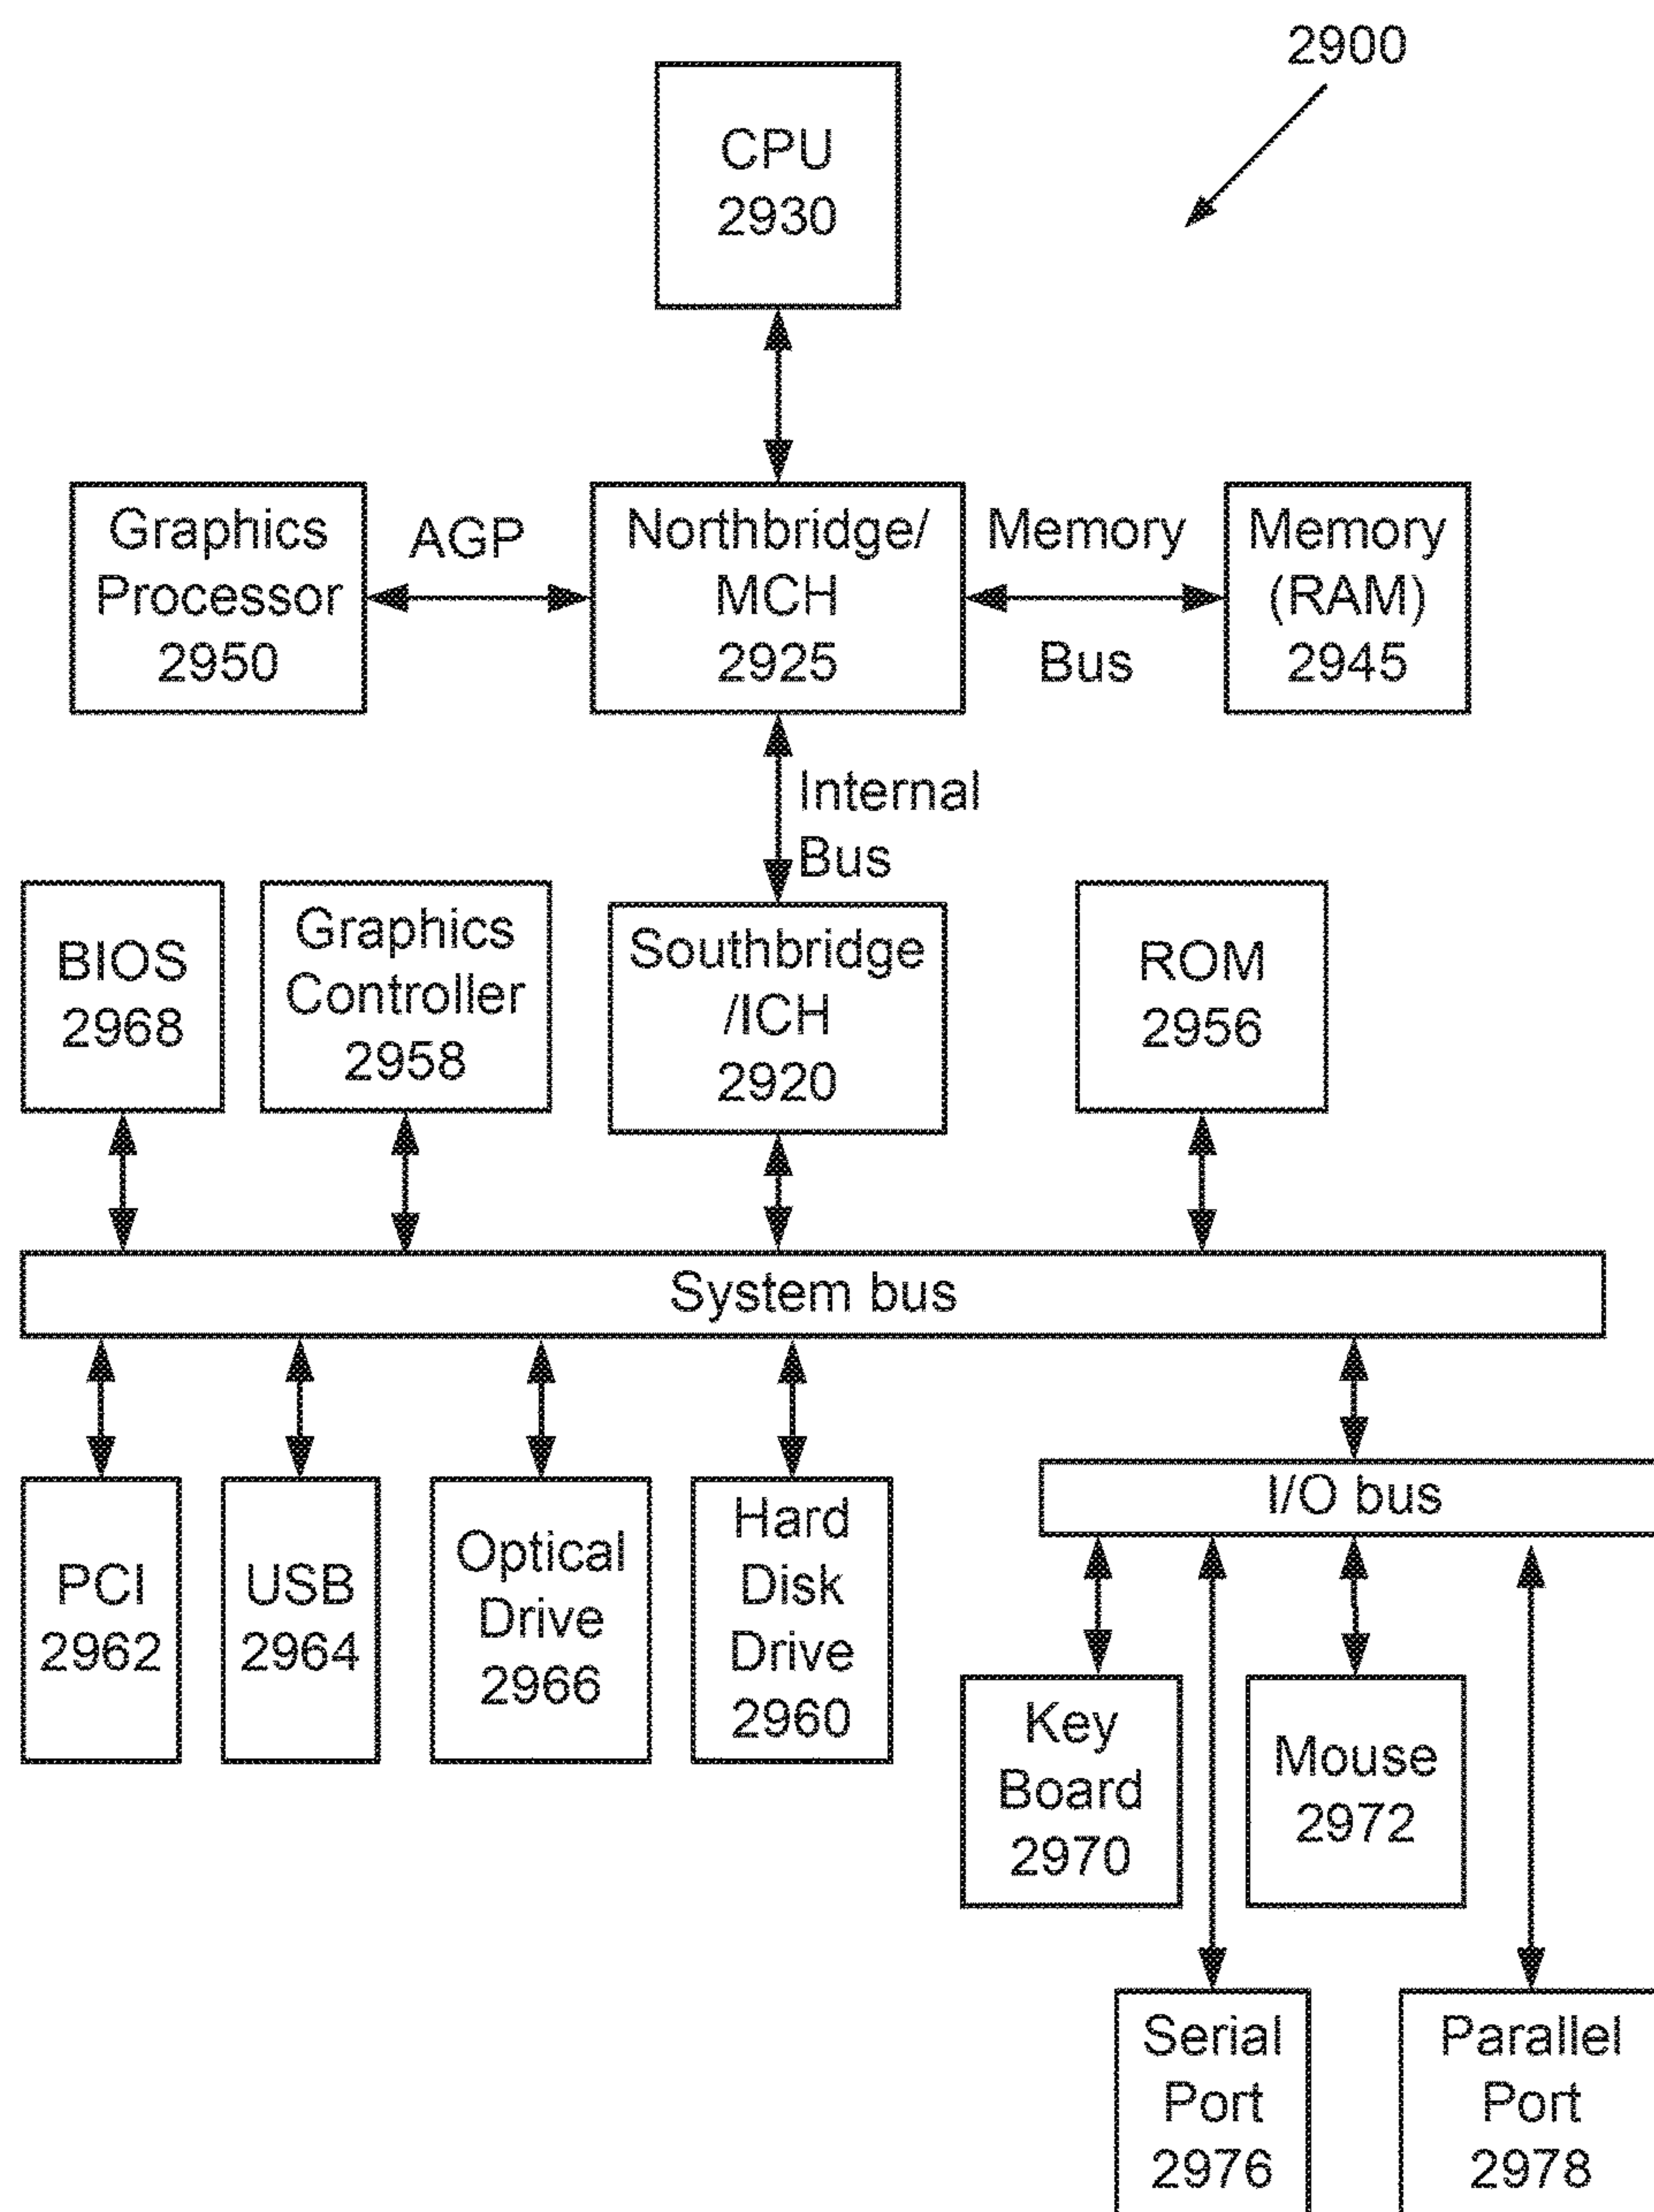 2900
CPU
2930
Graphics
Processor
2950
AGP
Northbridge/
MCH
2925
Memory
Bus
Memory
(RAM)
2945
Internal
Bus
BIOS
2968
Graphics
Controller
2958
Southbridge
/ICH
2920
ROM
2956
System bus
PCI
2962
USB
2964
Optical
Drive
2966
Hard
Disk
Drive
2960
I/O bus
Key
Board
2970
Mouse
2972
Serial
Port
2976
Parallel
Port
2978